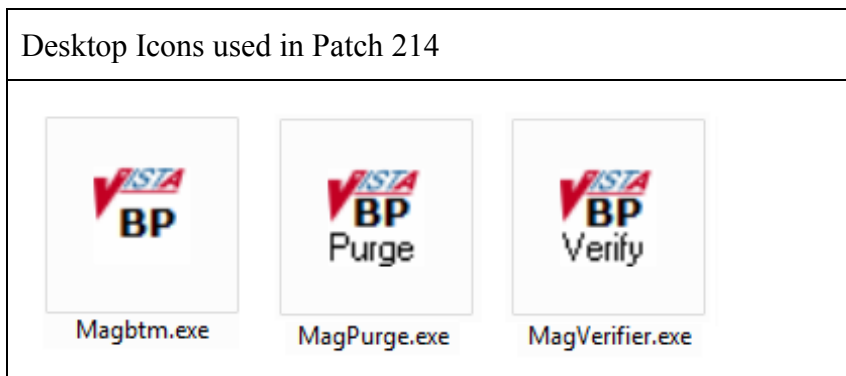 Desktop Icons used in Patch 214
VISTA
BP
VISTA
BP
Purge
VISTA
BP
Verify
Magbtm.exe
MagPurge.exe
MagVerifier.exe